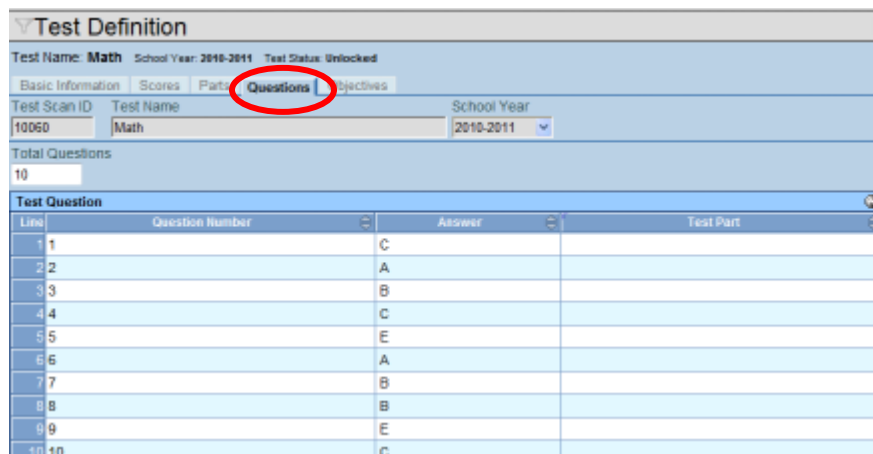 Test Definition
Test Name: Math School Year: 2010-2011 Test Status: Unlocked
Basic Information Scores Parts Questions Objectives
Test Scan ID Test Name School Year
10060 Math 2010-2011
Total Questions
10
Test Question
Line Question Number Answer Test Part
1 1 C
2 2 A
3 3 B
4 4 C
5 5 E
6 6 A
7 7 B
8 8 B
9 9 E
10 10 C